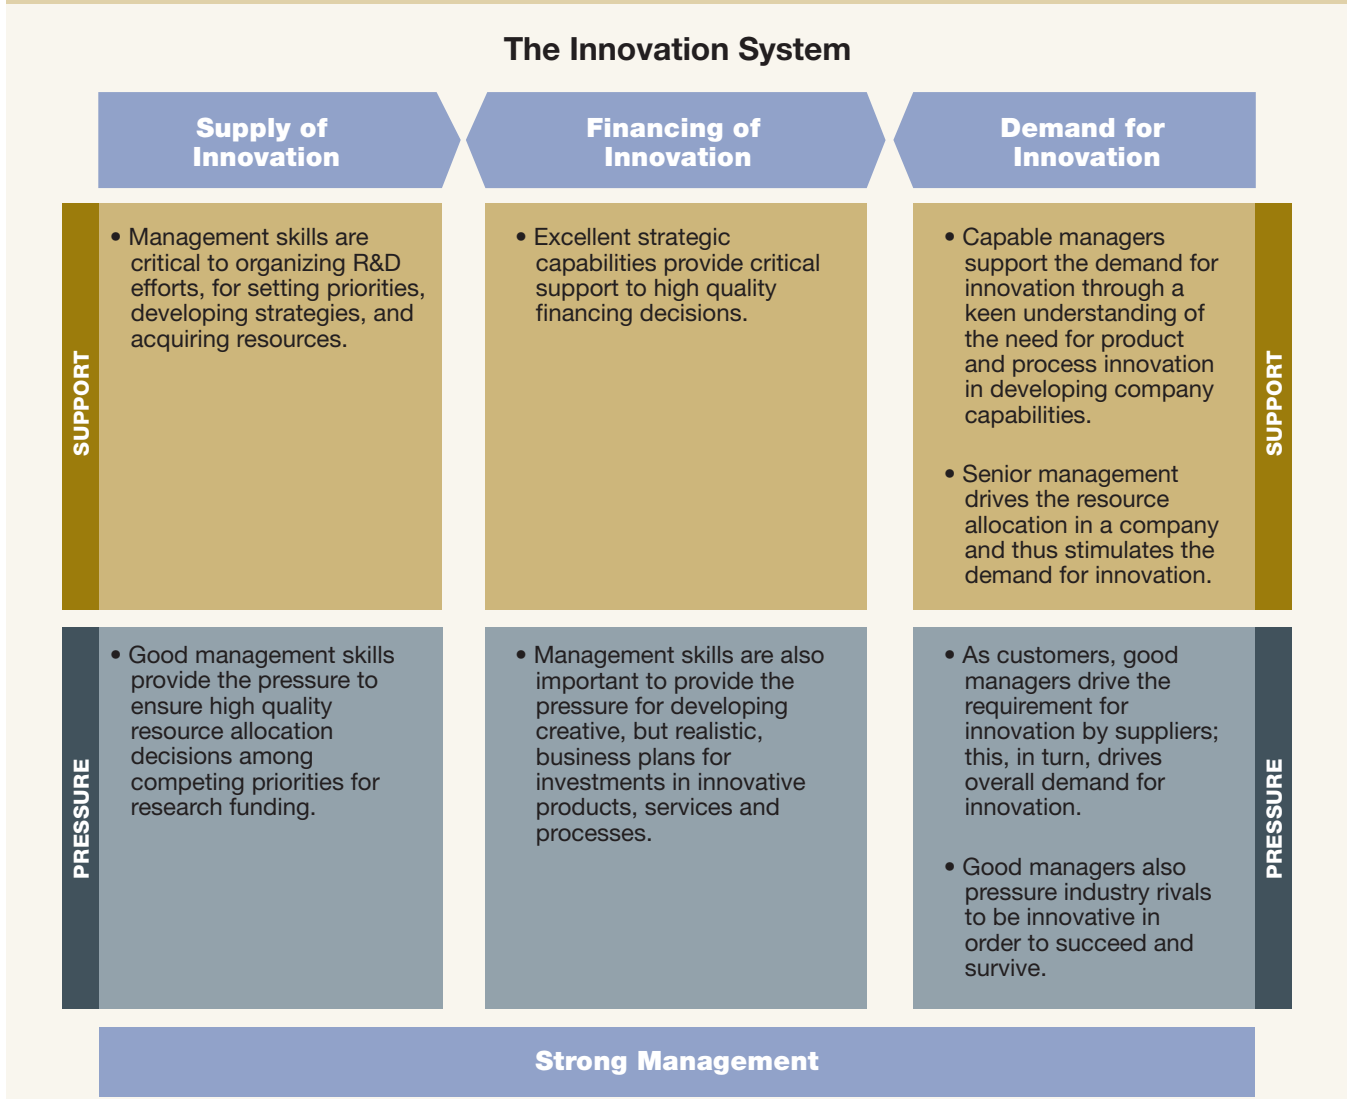 The Innovation System
Supply of
Innovation
Financing of
Innovation
Demand for
Innovation
SUPPORT
• Management skills are
critical to organizing R&D
efforts, for setting priorities,
developing strategies, and
acquiring resources.
• Excellent strategic
capabilities provide critical
support to high quality
financing decisions.
• Capable managers
support the demand for
innovation through a
keen understanding of
the need for product
and process innovation
in developing company
capabilities.
• Senior management
drives the resource
allocation in a company
and thus stimulates the
demand for innovation.
SUPPORT
PRESSURE
• Good management skills
provide the pressure to
ensure high quality
resource allocation
decisions among
competing priorities for
research funding.
• Management skills are also
important to provide the
pressure for developing
creative, but realistic,
business plans for
investments in innovative
products, services and
processes.
• As customers, good
managers drive the
requirement for
innovation by suppliers;
this, in turn, drives
overall demand for
innovation.
• Good managers also
pressure industry rivals
to be innovative in
order to succeed and
survive.
PRESSURE
Strong Management